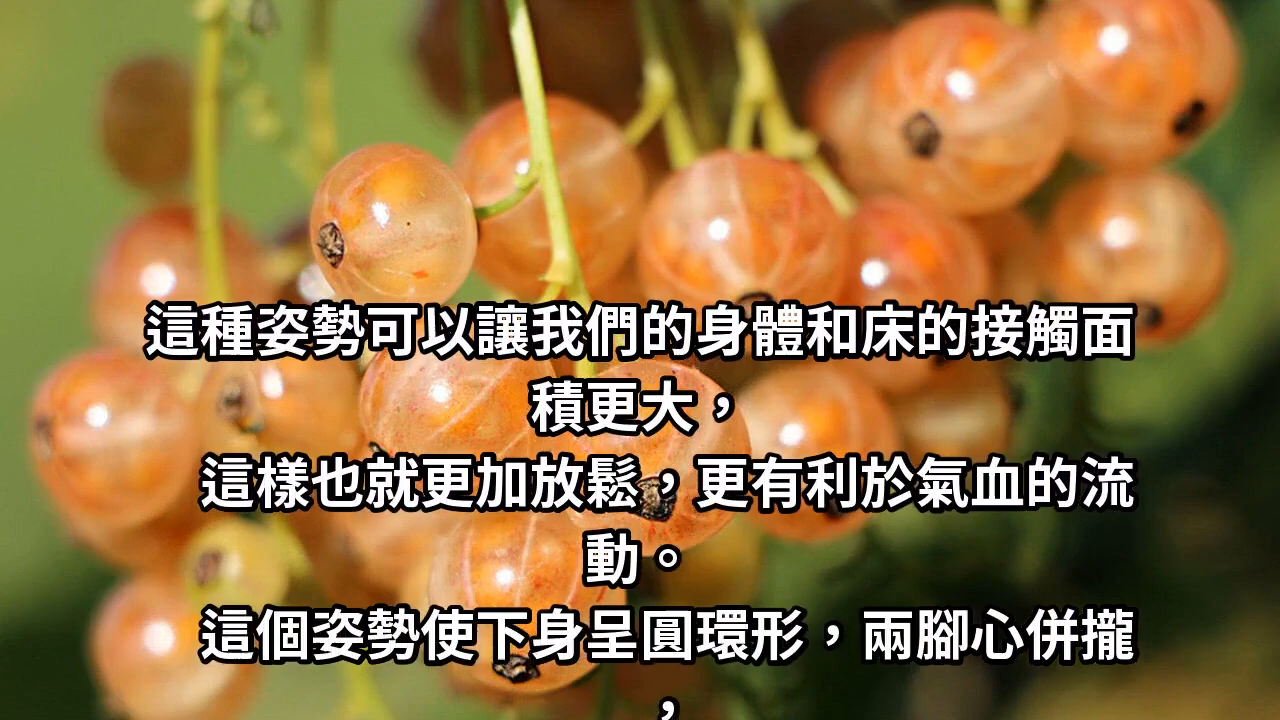 這種姿勢可以讓我們的身體和床的接觸面
積更大，
這樣也就更加放鬆，更有利於氣血的流
動。
這個姿勢使下身呈圓環形，兩腳心併攏
，